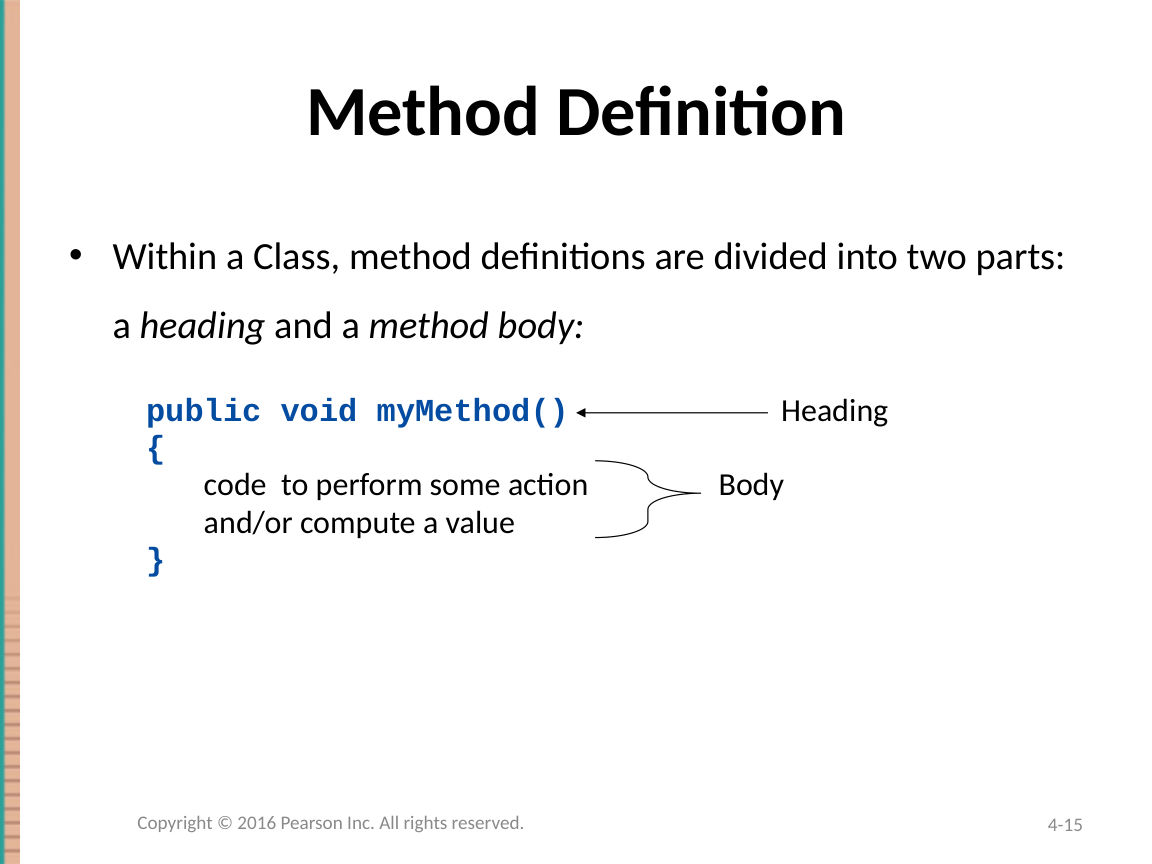 Method Definition
• Within a Class, method definitions are divided into two parts:
a heading and a method body:
public void myMethod() Heading
{
code  to perform some action Body
and/or compute a value
}
Copyright © 2016 Pearson Inc. All rights reserved. 4-15